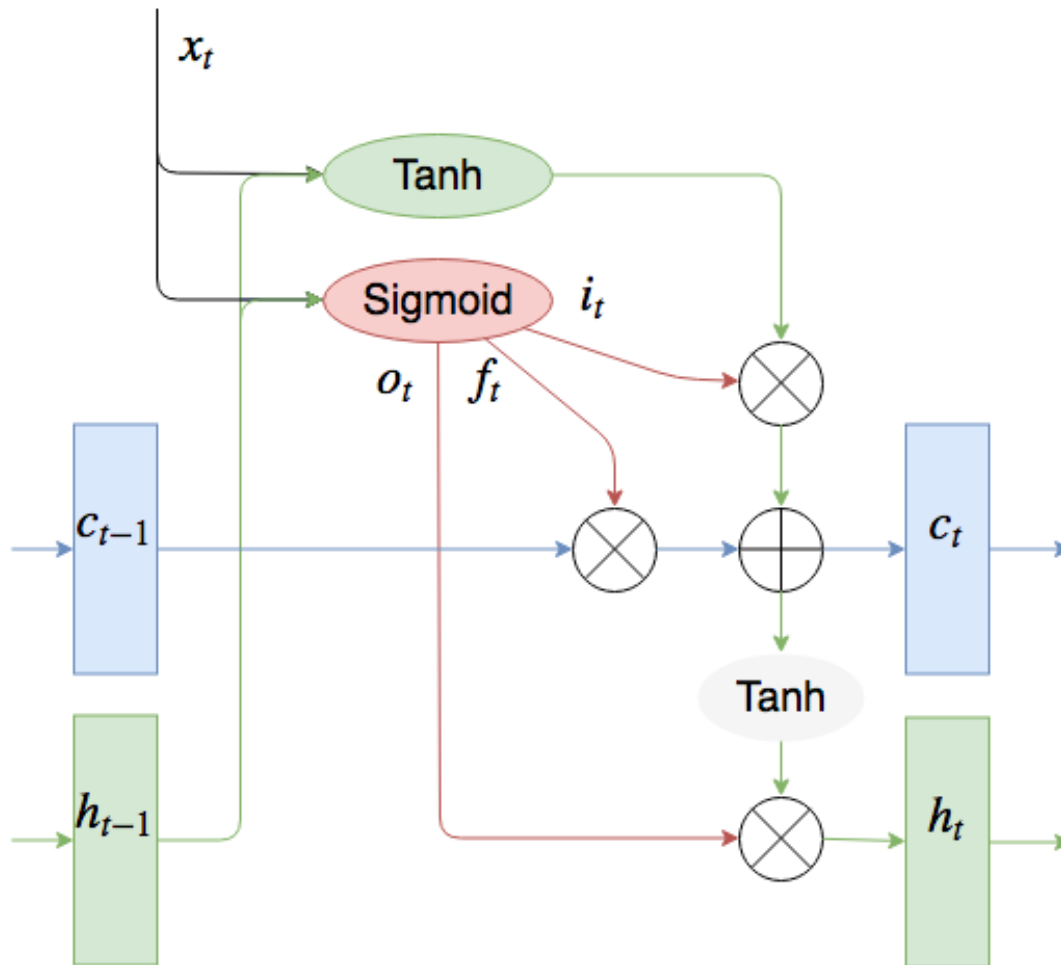 x_t
Tanh
Sigmoid
i_t
o_t
f_t
c_{t-1}
c_t
Tanh
h_{t-1}
h_t